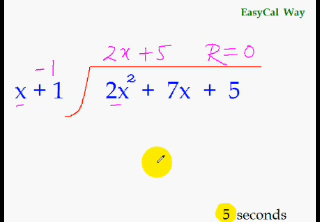 EasyCal Way
2x+5 R=0
-1
x + 1 2x² + 7x + 5
5 seconds